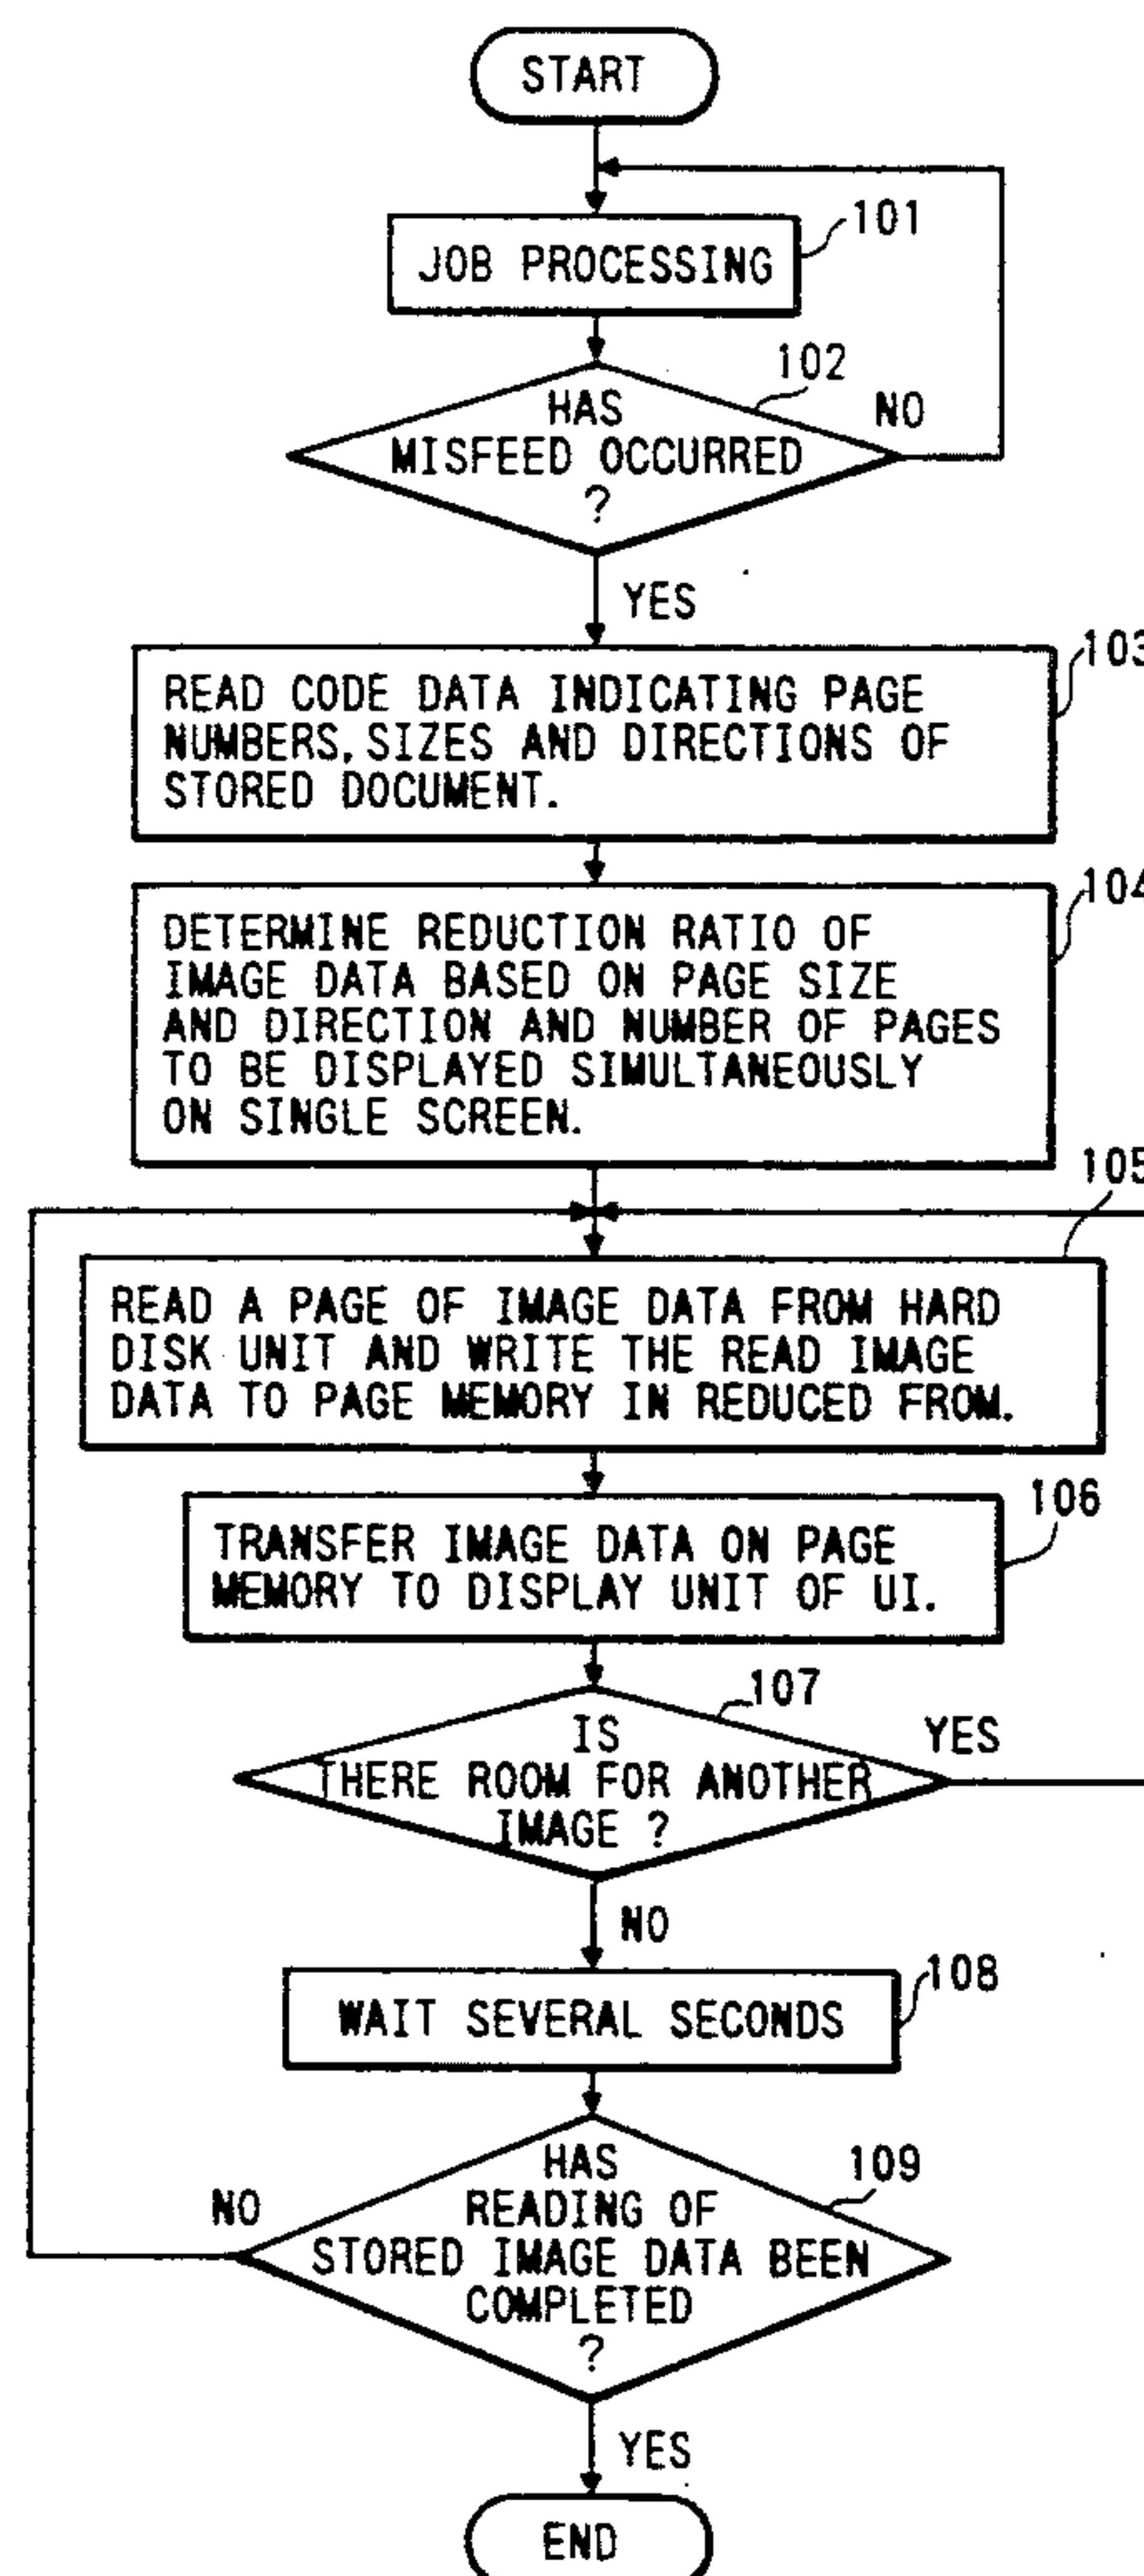 START
101
JOB PROCESSING
102
HAS
MISFEED OCCURRED
?
NO
YES
103
READ CODE DATA INDICATING PAGE
NUMBERS, SIZES AND DIRECTIONS OF
STORED DOCUMENT.
104
DETERMINE REDUCTION RATIO OF
IMAGE DATA BASED ON PAGE SIZE
AND DIRECTION AND NUMBER OF PAGES
TO BE DISPLAYED SIMULTANEOUSLY
ON SINGLE SCREEN.
105
READ A PAGE OF IMAGE DATA FROM HARD
DISK UNIT AND WRITE THE READ IMAGE
DATA TO PAGE MEMORY IN REDUCED FROM.
106
TRANSFER IMAGE DATA ON PAGE
MEMORY TO DISPLAY UNIT OF UI.
107
IS
THERE ROOM FOR ANOTHER
IMAGE ?
YES
NO
108
WAIT SEVERAL SECONDS
109
HAS
READING OF
STORED IMAGE DATA BEEN
COMPLETED
?
NO
YES
END